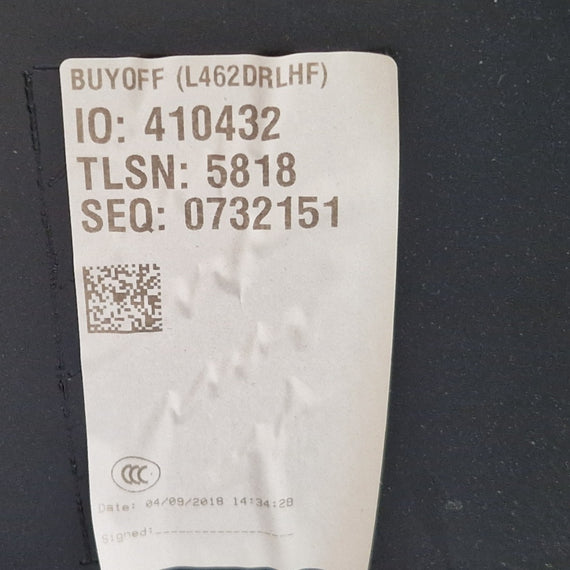 BUYOFF (L462DRLHF)
IO: 410432
TLSN: 5818
SEQ: 0732151
CCC
Date: 04/09/2018 14:34:28
Signed:--------------------